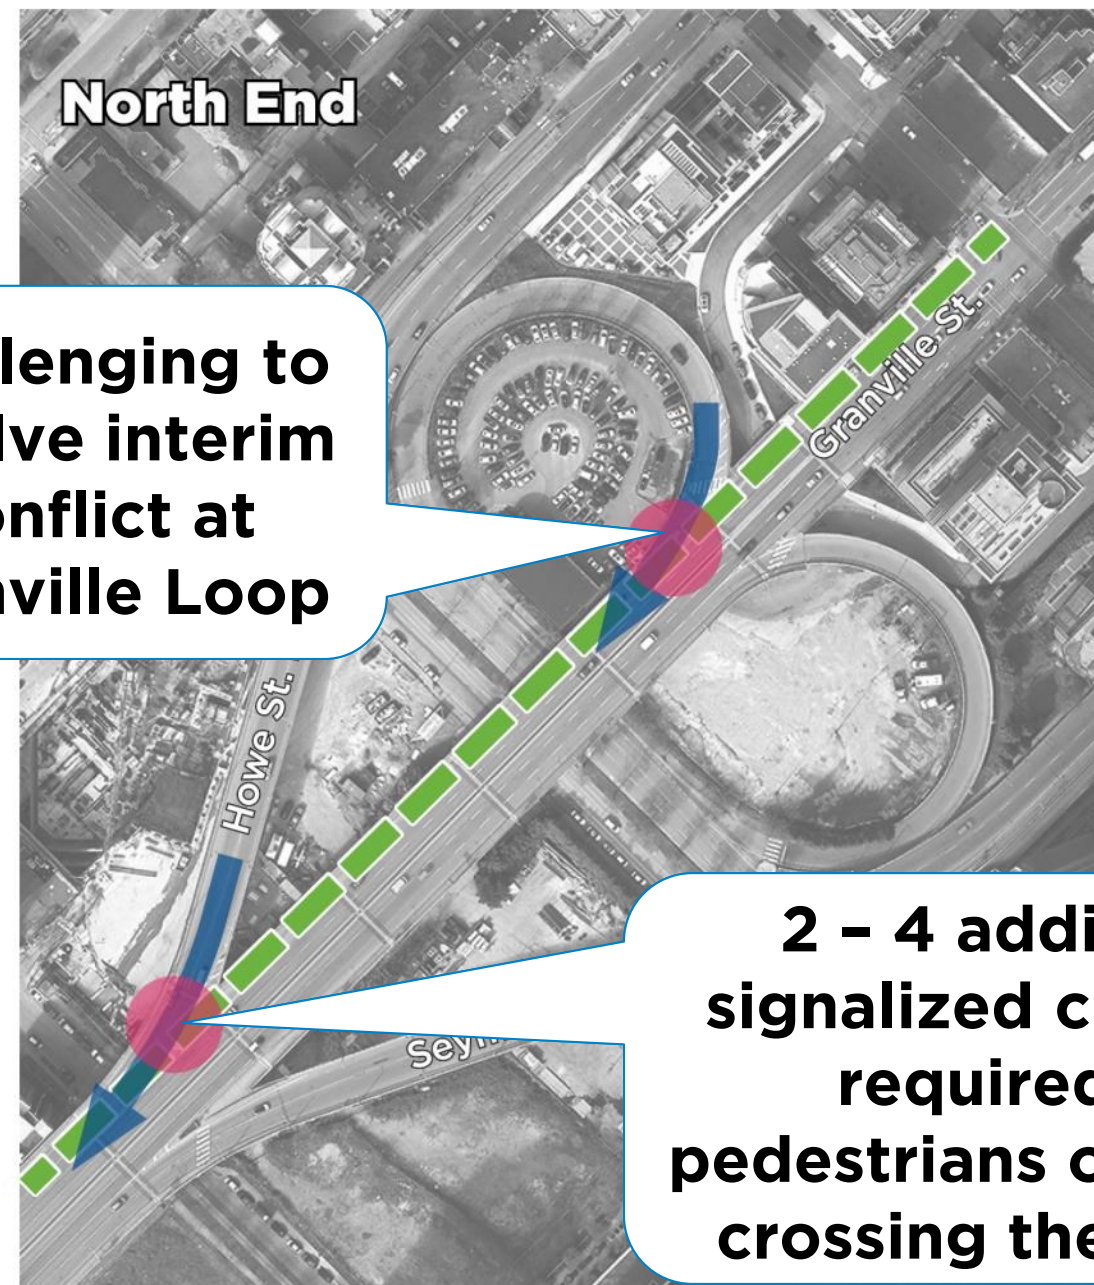 North End
lenging to
lve interim
onflict at
nville Loop
Granville St.
Howe St.
Sey
2 – 4 addi
signalized c
required
pedestrians c
crossing the